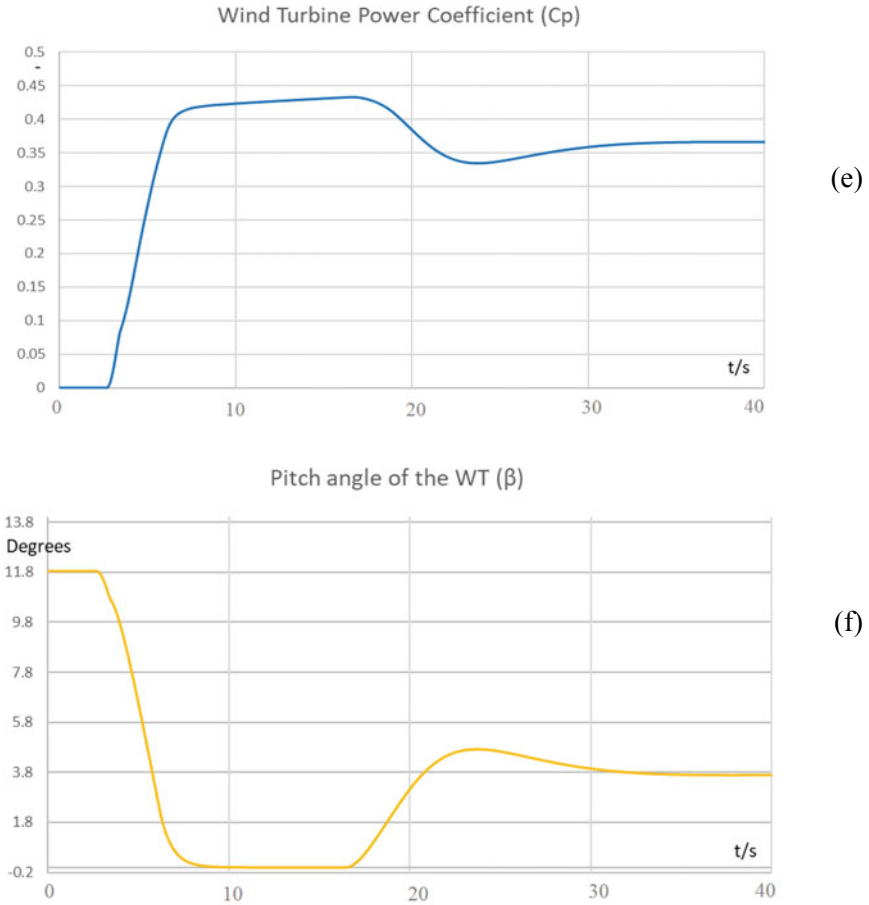 Wind Turbine Power Coefficient (Cp)
0.5
-
0.45
0.4
0.35
0.3
0.25
0.2
0.15
0.1
0.05
0
t/s
0 10 20 30 40
(e)
Pitch angle of the WT (β)
13.8
Degrees
11.8
9.8
7.8
5.8
3.8
1.8
-0.2
t/s
0 10 20 30 40
(f)